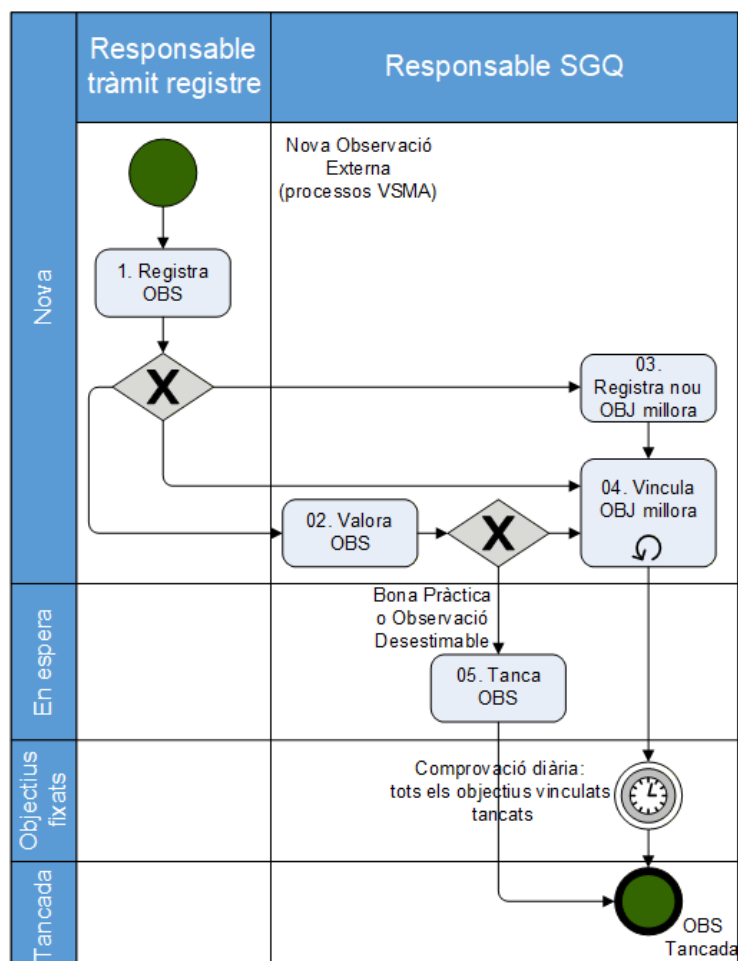 Responsable
tràmit registre
Responsable SGQ
Nova
Nova Observació
Externa
(processos VSMA)
1. Registra
OBS
X
03.
Registra nou
OBJ millora
04. Vincula
OBJ millora
02. Valora
OBS
X
En espera
Bona Pràctica
o Observació
Desestimable
05. Tanca
OBS
Objectius
fixats
Comprovació diària:
tots els objectius vinculats
tancats
Tancada
OBS
Tancada